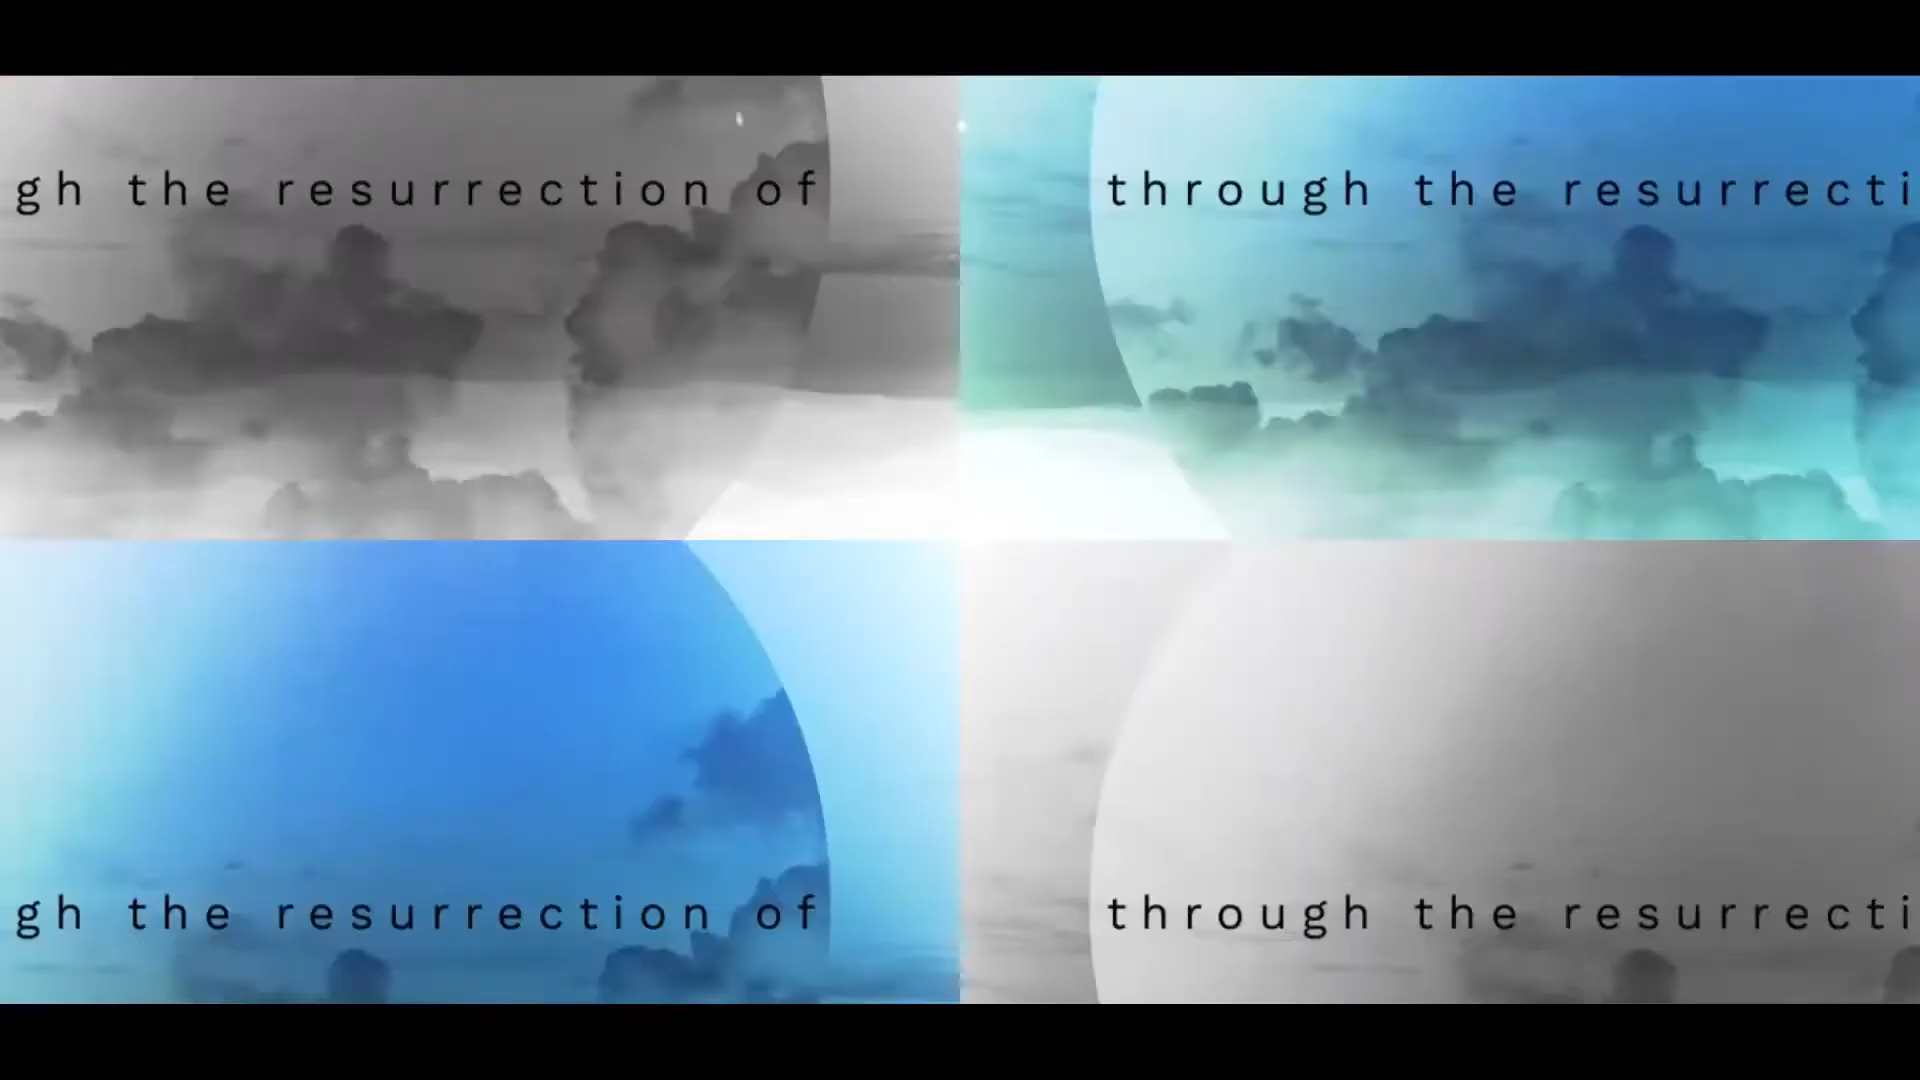 gh the resurrection of
through the resurrecti
gh the resurrection of
through the resurrecti